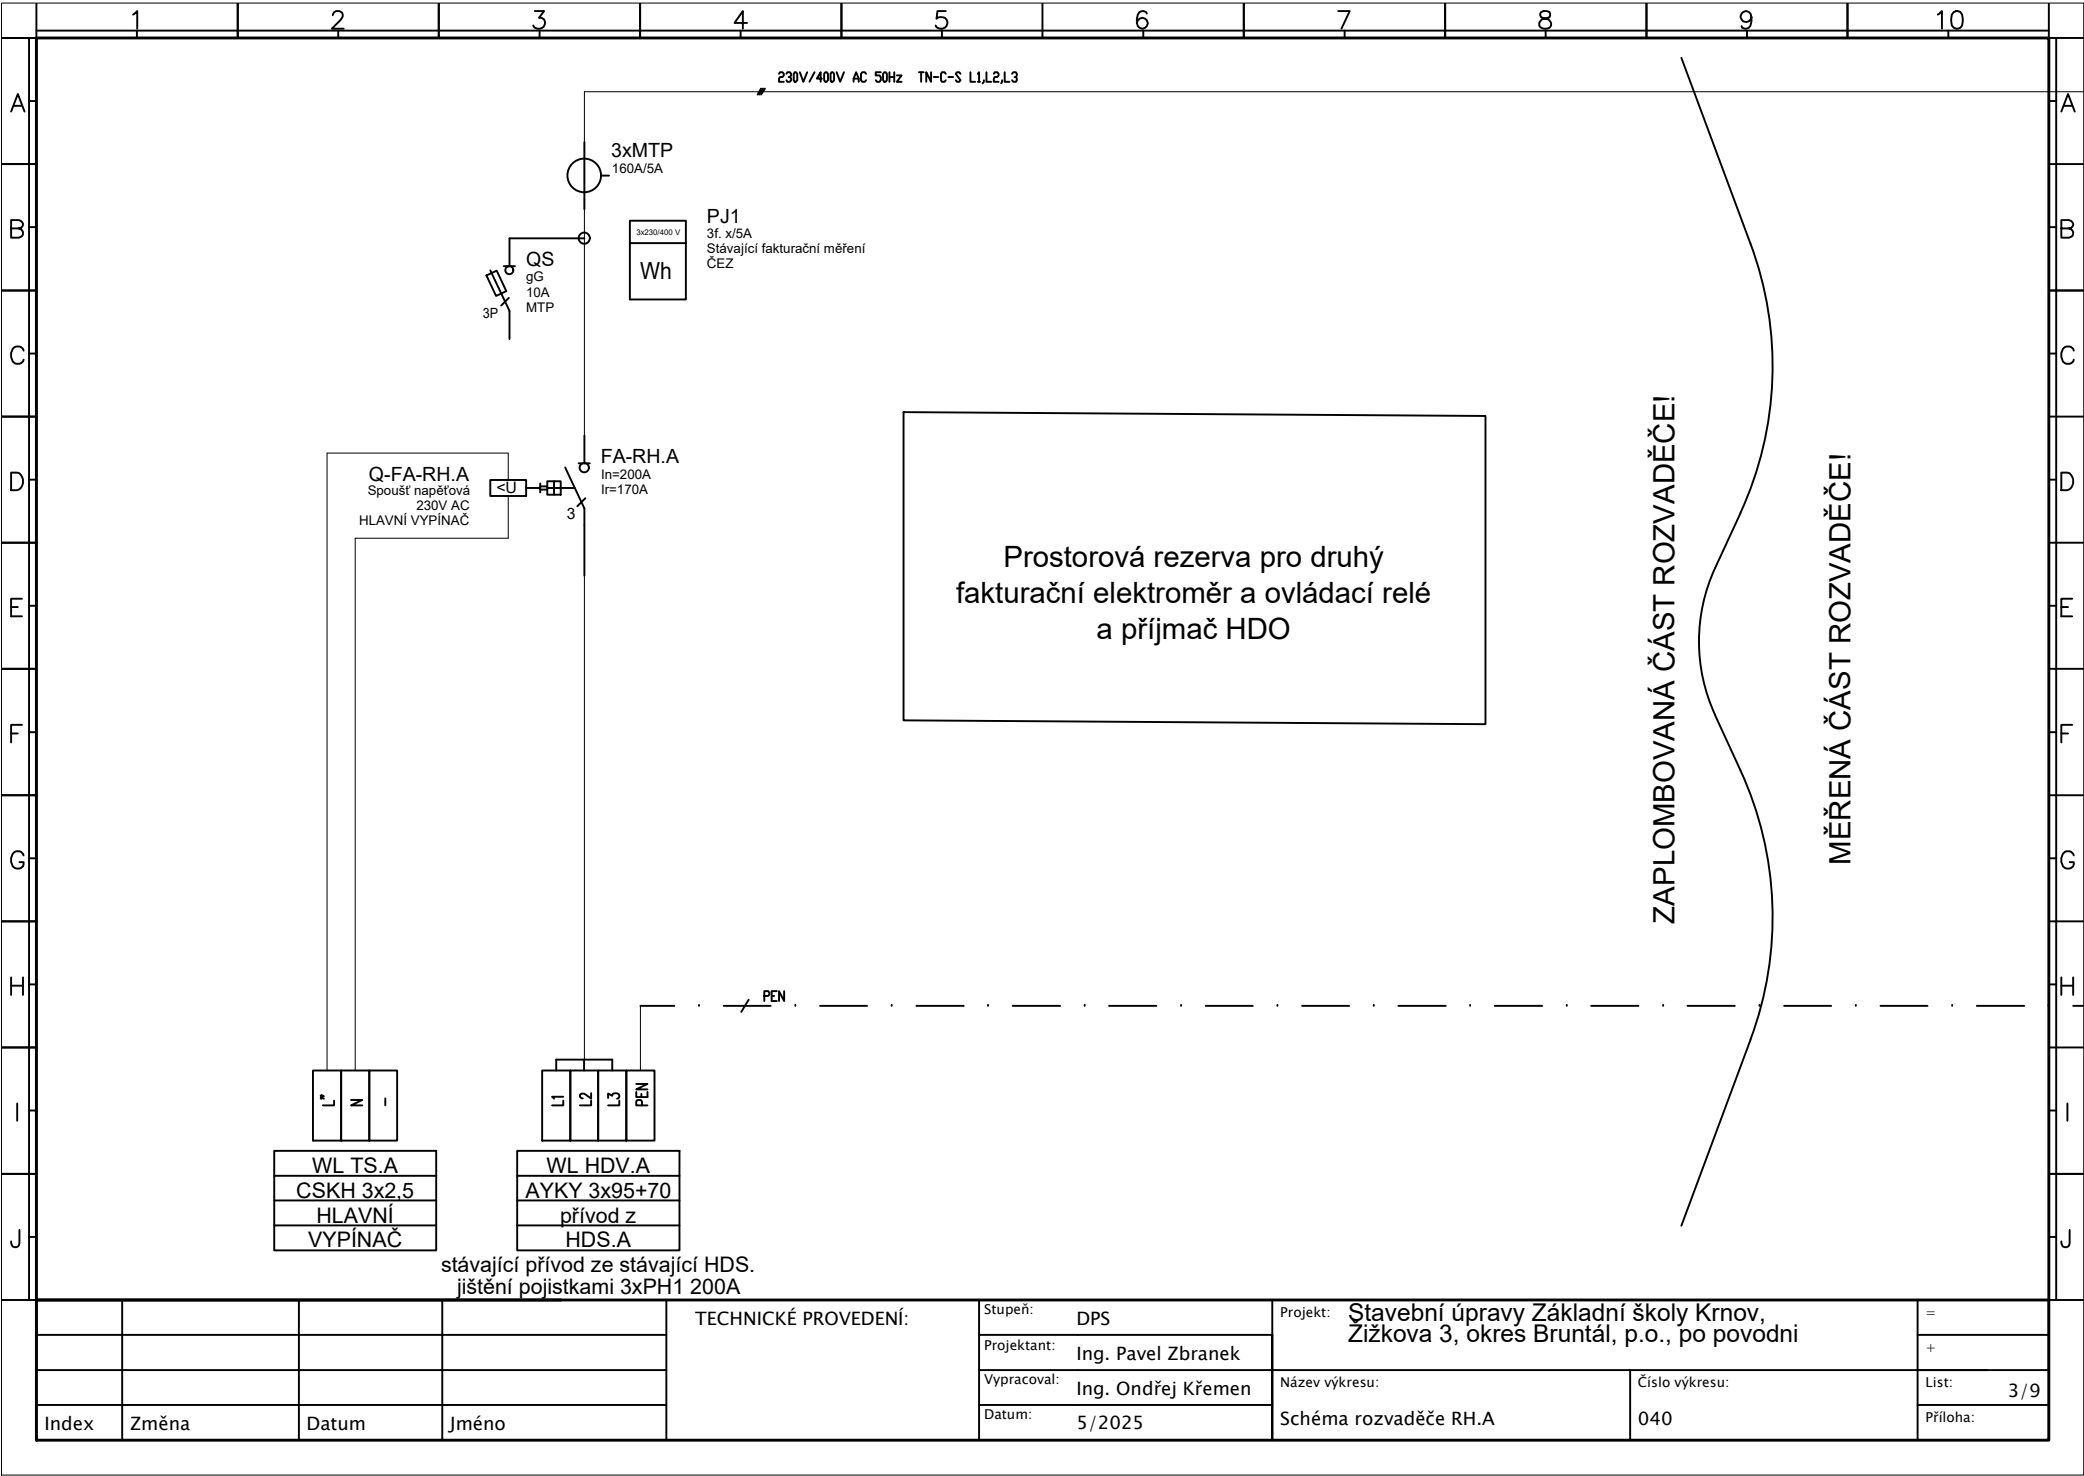 1 2 3 4 5 6 7 8 9 10
A A
B B
C C
D D
E E
F F
G G
H H
I I
J J
230V/400V AC 50Hz TN-C-S L1,L2,L3
3xMTP
160A/5A
3x230/400 V
Wh
PJ1
3f. x/5A
Stávající fakturační měření
ČEZ
QS
gG
10A
MTP
3P
FA-RH.A
In=200A
Ir=170A
3
Q-FA-RH.A
Spoušť napěťová
230V AC
HLAVNÍ VYPÍNAČ
<U
Prostorová rezerva pro druhý
fakturační elektroměr a ovládací relé
a příjmač HDO
ZAPLOMBOVANÁ ČÁST ROZVADĚČE!
MĚŘENÁ ČÁST ROZVADĚČE!
PEN
L" N -
L1 L2 L3 PEN
WL TS.A
CSKH 3x2,5
HLAVNÍ
VYPÍNAČ
WL HDV.A
AYKY 3x95+70
přívod z
HDS.A
stávající přívod ze stávající HDS.
jištění pojistkami 3xPH1 200A
Index Změna Datum Jméno
TECHNICKÉ PROVEDENÍ:
Stupeň: DPS
Projektant: Ing. Pavel Zbranek
Vypracoval: Ing. Ondřej Křemen
Datum: 5/2025
Projekt: Stavební úpravy Základní školy Krnov,
Žižkova 3, okres Bruntál, p.o., po povodni
Název výkresu:
Schéma rozvaděče RH.A
Číslo výkresu:
040
=
+
List: 3/9
Příloha: